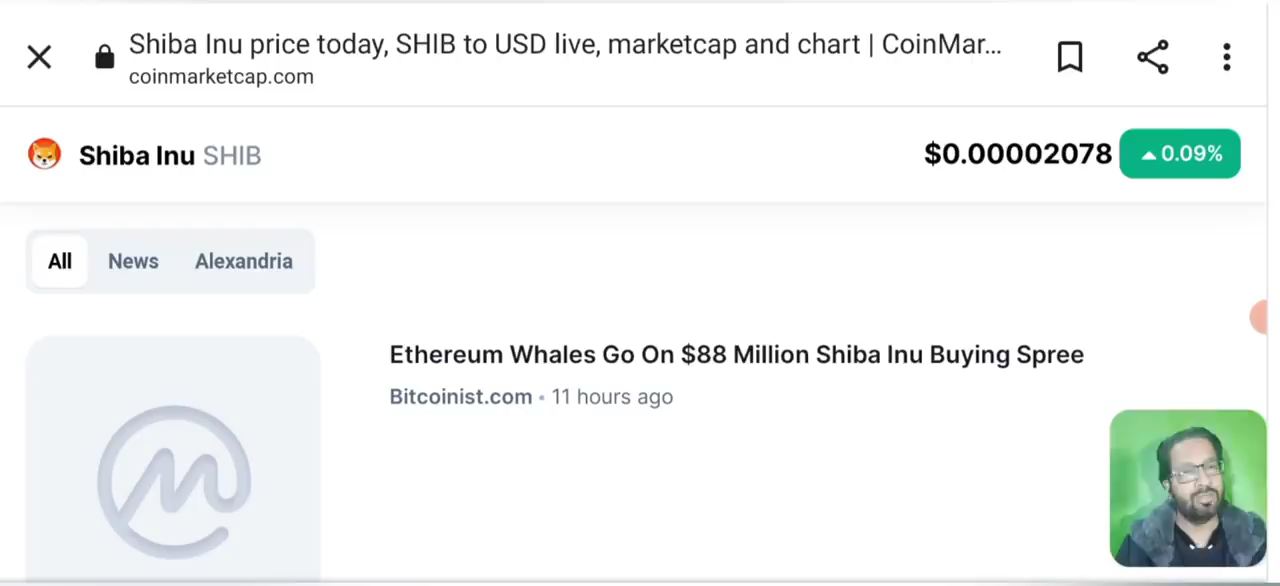 Shiba Inu price today, SHIB to USD live, marketcap and chart | CoinMar...
coinmarketcap.com
Shiba Inu SHIB
$0.00002078 0.09%
All News Alexandria
Ethereum Whales Go On $88 Million Shiba Inu Buying Spree
Bitcoinist.com • 11 hours ago